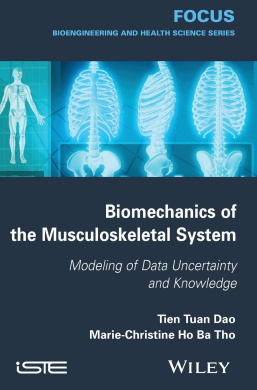 FOCUS
BIOENGINEERING AND HEALTH SCIENCE SERIES
Biomechanics of
the Musculoskeletal System
Modeling of Data Uncertainty
and Knowledge
Tien Tuan Dao
Marie-Christine Ho Ba Tho
iSTE
WILEY